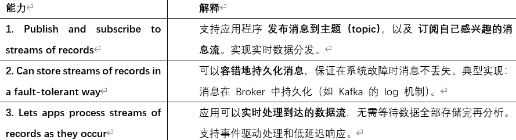 能力
解释
1. Publish and subscribe to
streams of records
支持应用程序 发布消息到主题（topic），以及 订阅自己感兴趣的消
息流。实现实时数据分发。
2. Can store streams of records in
a fault-tolerant way
可以容错地持久化消息，保证在系统故障时消息不丢失。典型实现：
消息在 Broker 中持久化（如 Kafka 的 log 机制）。
3. Lets apps process streams of
records as they occur
应用可以实时处理到达的数据流，无需等待数据全部存储完再分析。
支持事件驱动处理和低延迟响应。